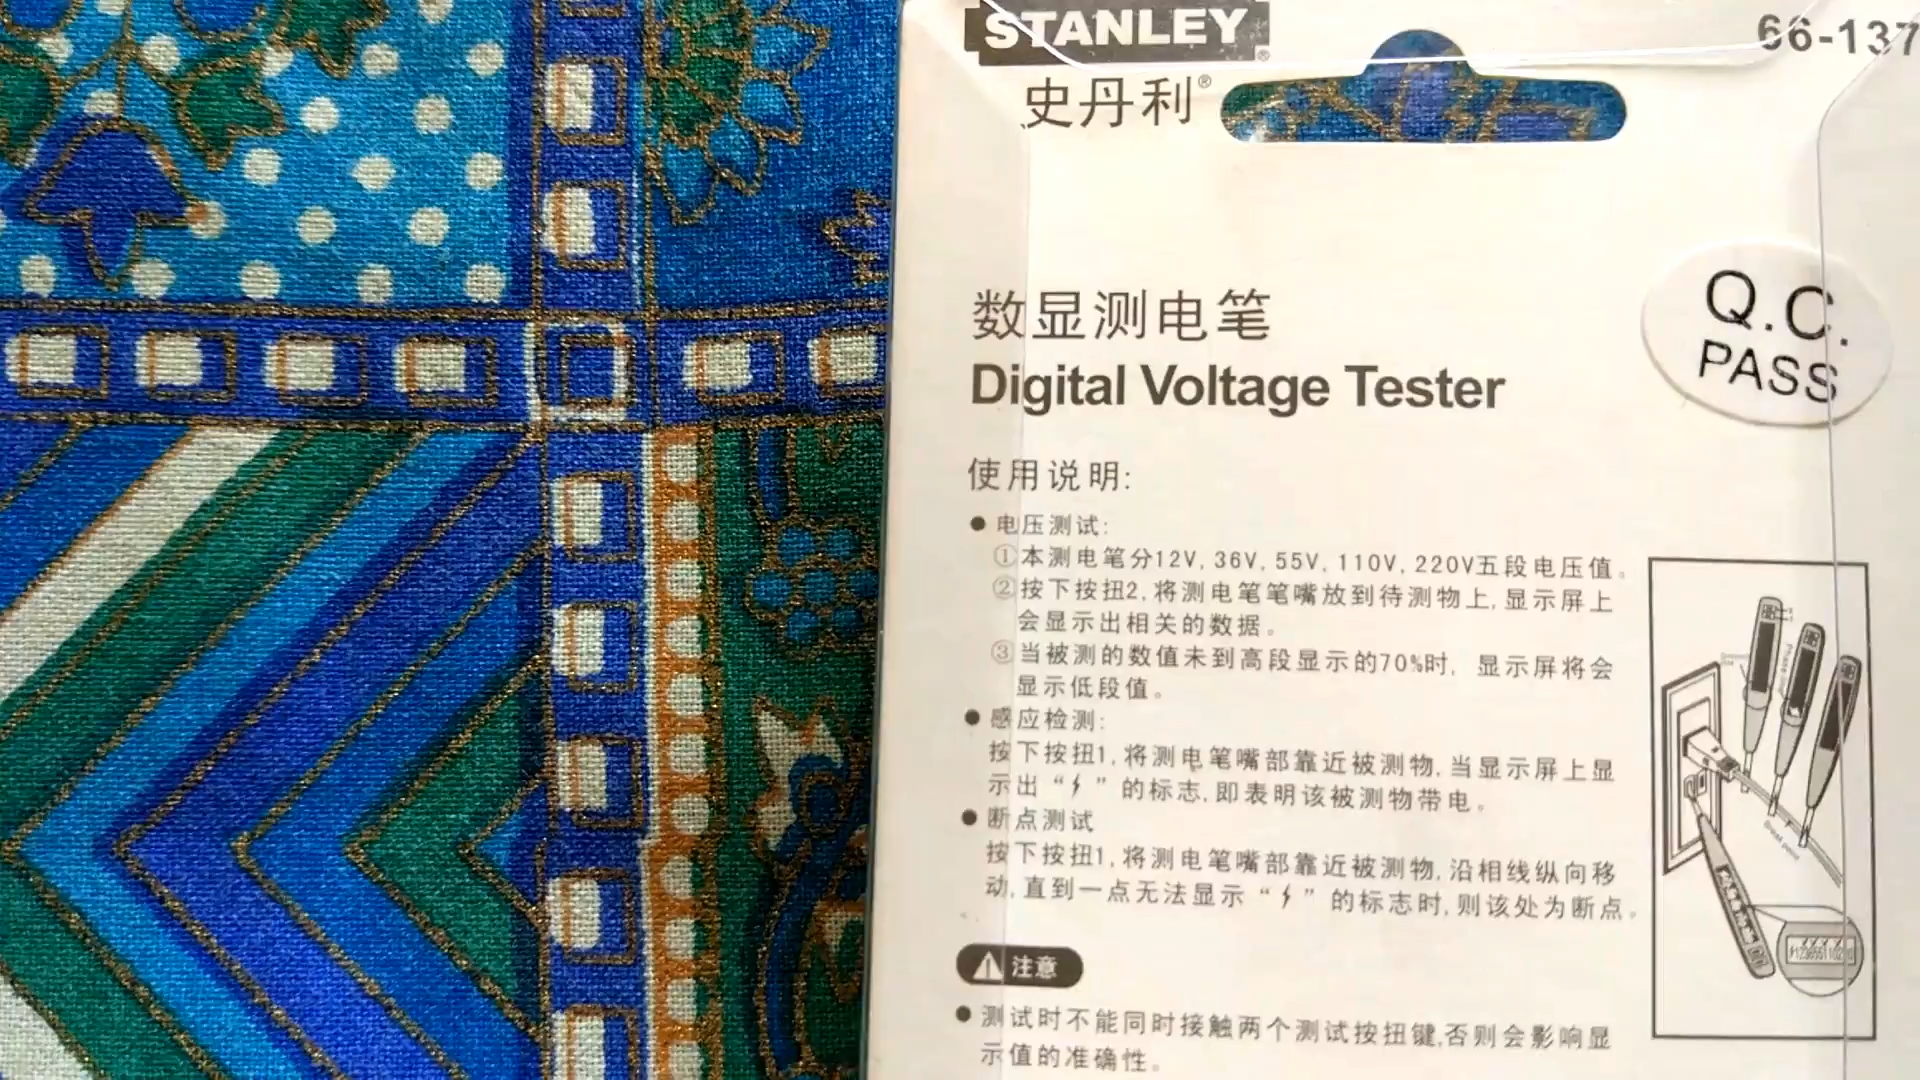 STANLEY®
66-137
史丹利®
Q.C.
PASS
数显测电笔
Digital Voltage Tester
使用说明:
● 电压测试:
①本测电笔分12V,36V,55V,110V,220V五段电压值。
②按下按扭2,将测电笔笔嘴放到待测物上,显示屏上
会显示出相关的数据。
③当被测的数值未到高段显示的70%时, 显示屏将会
显示低段值。
● 感应检测:
按下按扭1,将测电笔嘴部靠近被测物,当显示屏上显
示出“⚡”的标志,即表明该被测物带电。
● 断点测试
按下按扭1,将测电笔嘴部靠近被测物,沿相线纵向移
动,直到一点无法显示“⚡”的标志时,则该处为断点。
注意
● 测试时不能同时接触两个测试按扭键,否则会影响显
示值的准确性。
Break point